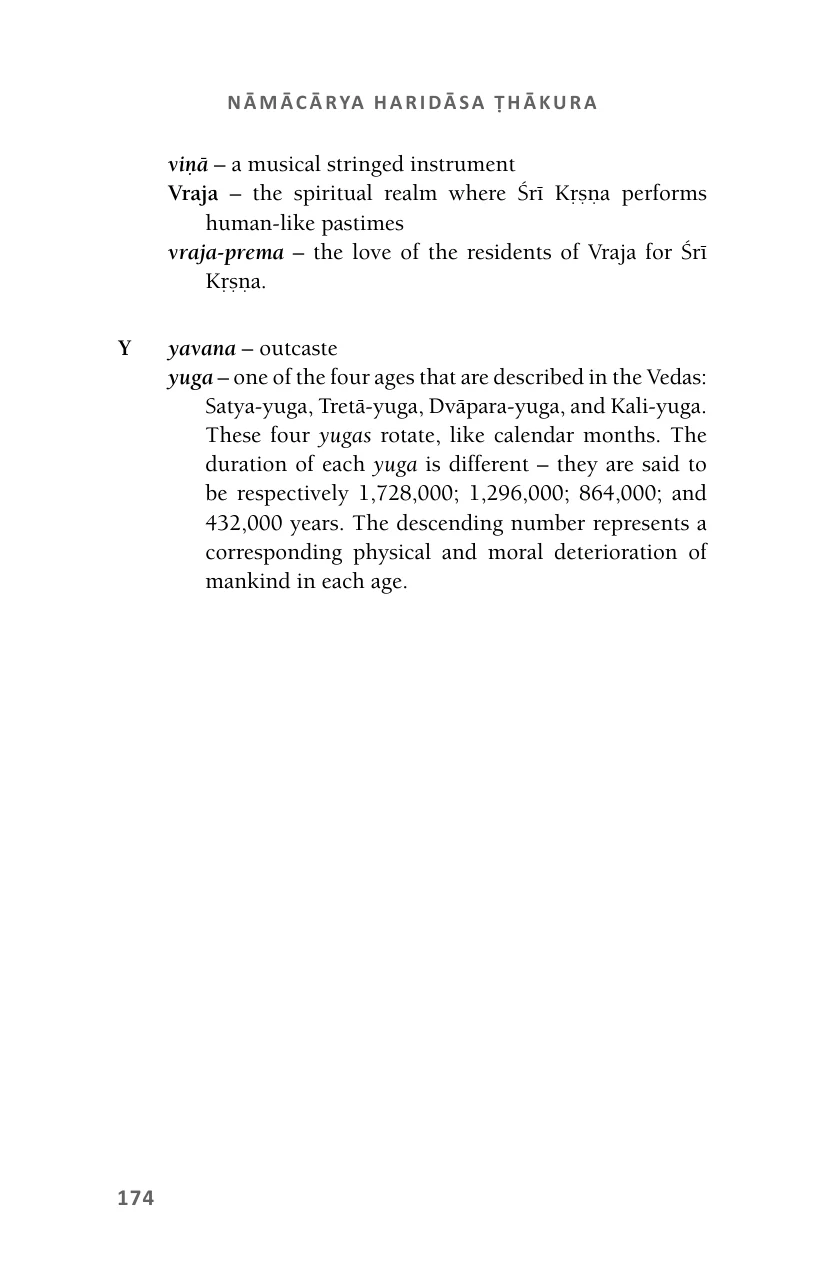 NĀMĀCĀRYA HARIDĀSA ṬHĀKURA
viṇā – a musical stringed instrument
Vraja – the spiritual realm where Śrī Kṛṣṇa performs
human-like pastimes
vraja-prema – the love of the residents of Vraja for Śrī
Kṛṣṇa.
Y yavana – outcaste
yuga – one of the four ages that are described in the Vedas:
Satya-yuga, Tretā-yuga, Dvāpara-yuga, and Kali-yuga.
These four yugas rotate, like calendar months. The
duration of each yuga is different – they are said to
be respectively 1,728,000; 1,296,000; 864,000; and
432,000 years. The descending number represents a
corresponding physical and moral deterioration of
mankind in each age.
174